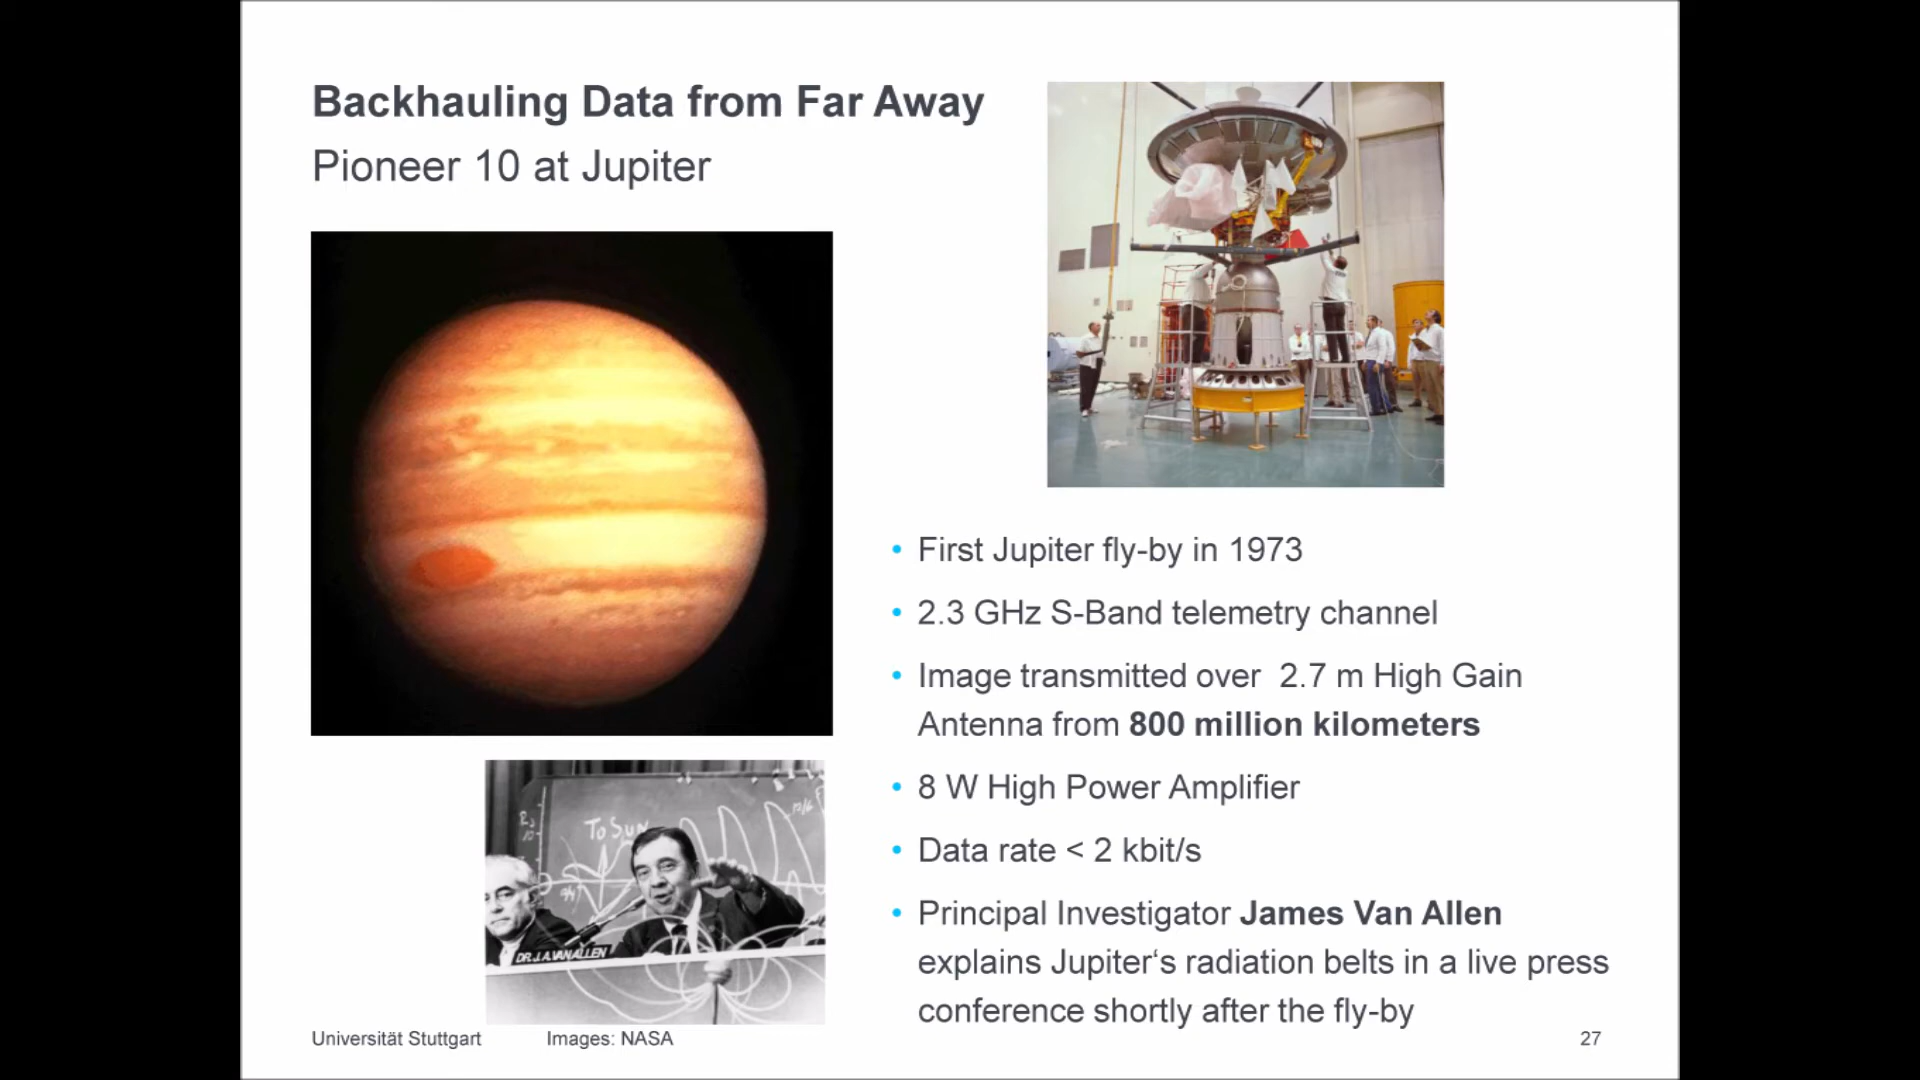 Backhauling Data from Far Away
Pioneer 10 at Jupiter
• First Jupiter fly-by in 1973
• 2.3 GHz S-Band telemetry channel
• Image transmitted over  2.7 m High Gain
Antenna from 800 million kilometers
• 8 W High Power Amplifier
• Data rate < 2 kbit/s
• Principal Investigator James Van Allen
explains Jupiter‘s radiation belts in a live press
conference shortly after the fly-by
To Sun
DR. J.A. VAN ALLEN
Universität Stuttgart
Images: NASA
27